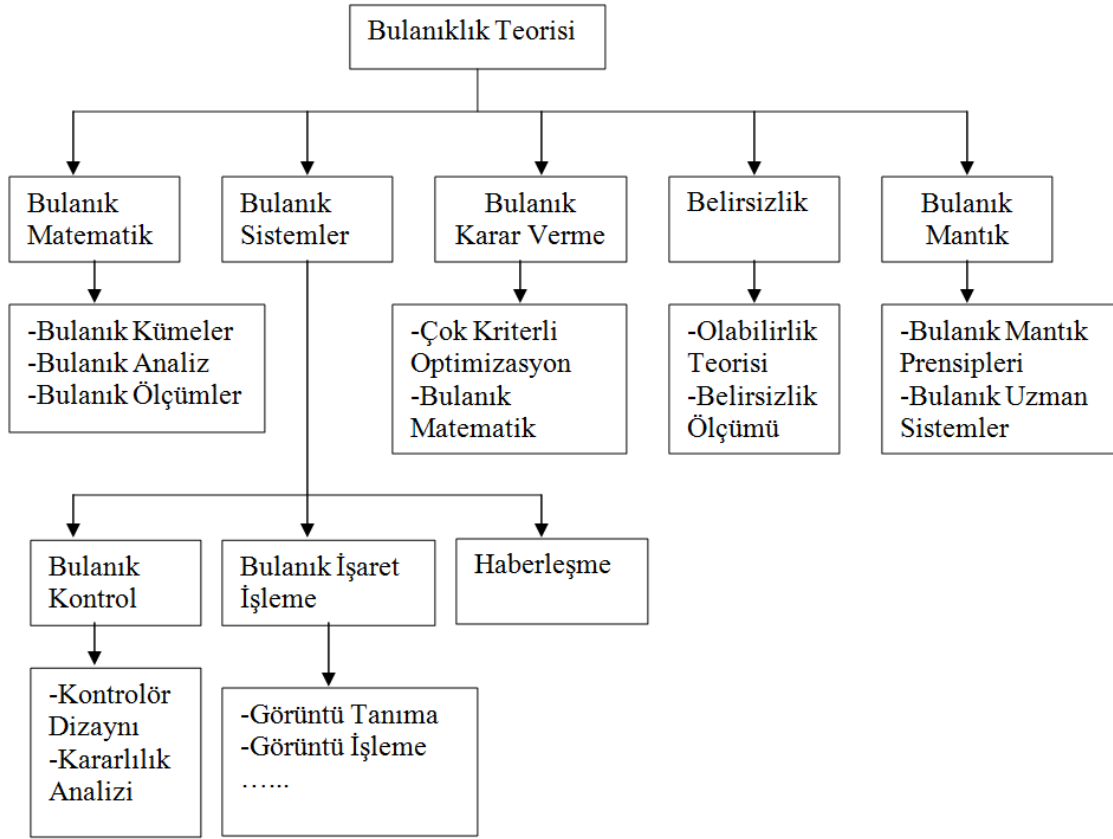 Bulanıklık Teorisi
Bulanık
Matematik
Bulanık
Sistemler
Bulanık
Karar Verme
Belirsizlik
Bulanık
Mantık
-Bulanık Kümeler
-Bulanık Analiz
-Bulanık Ölçümler
-Çok Kriterli
Optimizasyon
-Bulanık
Matematik
-Olabilirlik
Teorisi
-Belirsizlik
Ölçümü
-Bulanık Mantık
Prensipleri
-Bulanık Uzman
Sistemler
Bulanık
Kontrol
Bulanık İşaret
İşleme
Haberleşme
-Kontrolör
Dizaynı
-Kararlılık
Analizi
-Görüntü Tanıma
-Görüntü İşleme
…...